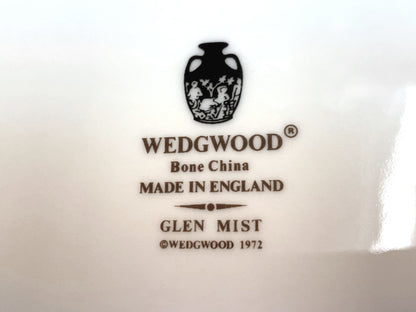 WEDGWOOD®
Bone China
MADE IN ENGLAND
GLEN MIST
©WEDGWOOD 1972